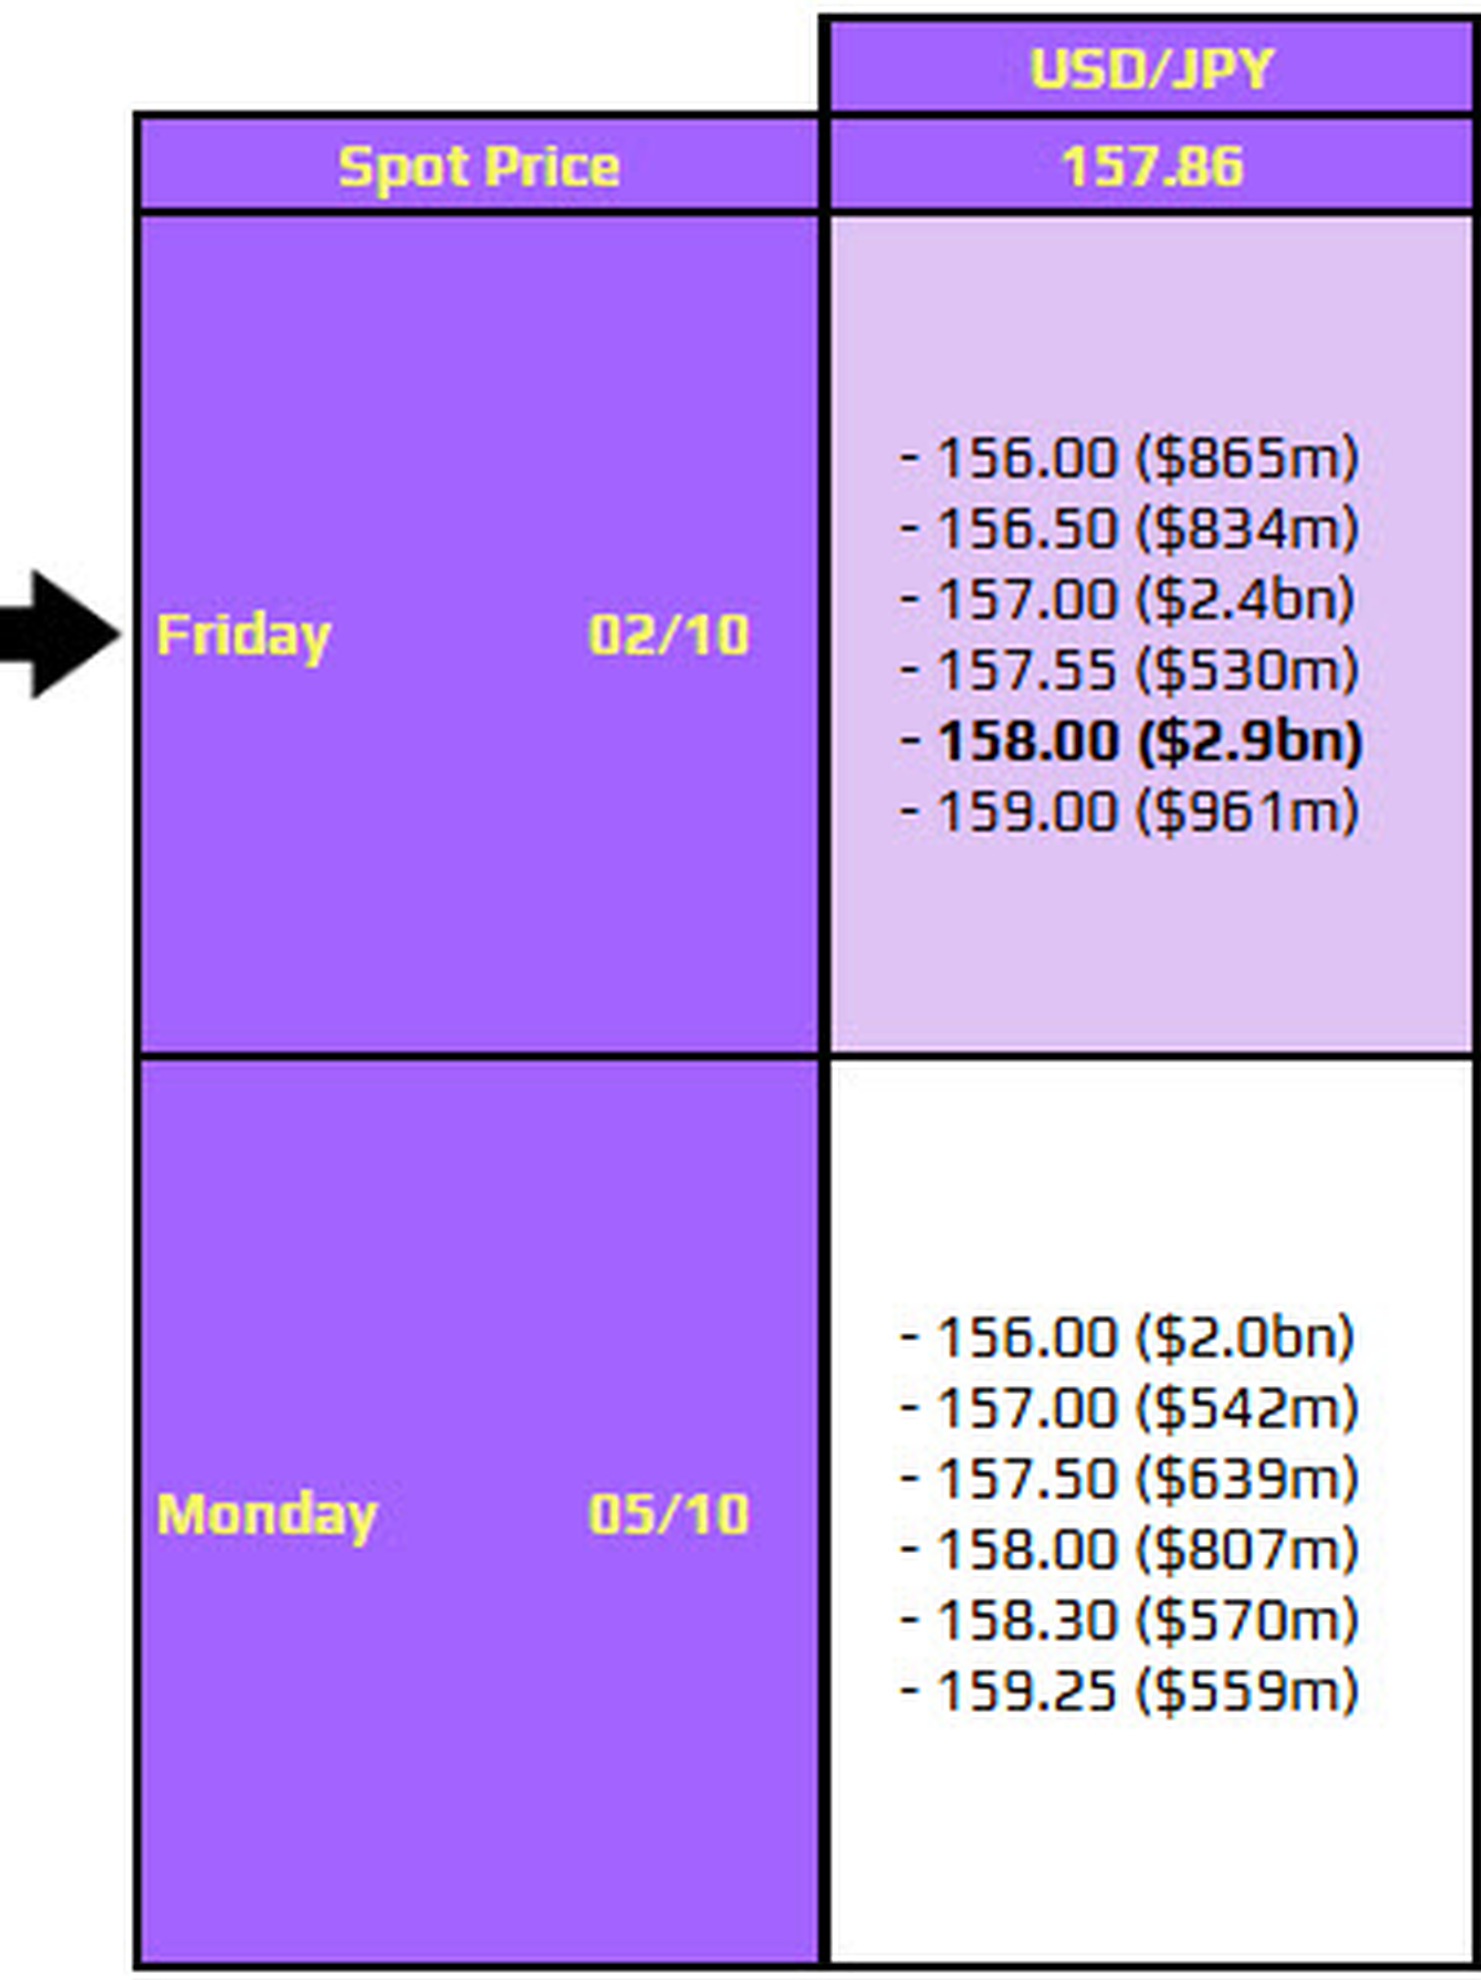 USD/JPY
Spot Price 157.86
Friday 02/10
- 156.00 ($865m)
- 156.50 ($834m)
- 157.00 ($2.4bn)
- 157.55 ($530m)
- 158.00 ($2.9bn)
- 159.00 ($961m)
Monday 05/10
- 156.00 ($2.0bn)
- 157.00 ($542m)
- 157.50 ($639m)
- 158.00 ($807m)
- 158.30 ($570m)
- 159.25 ($559m)